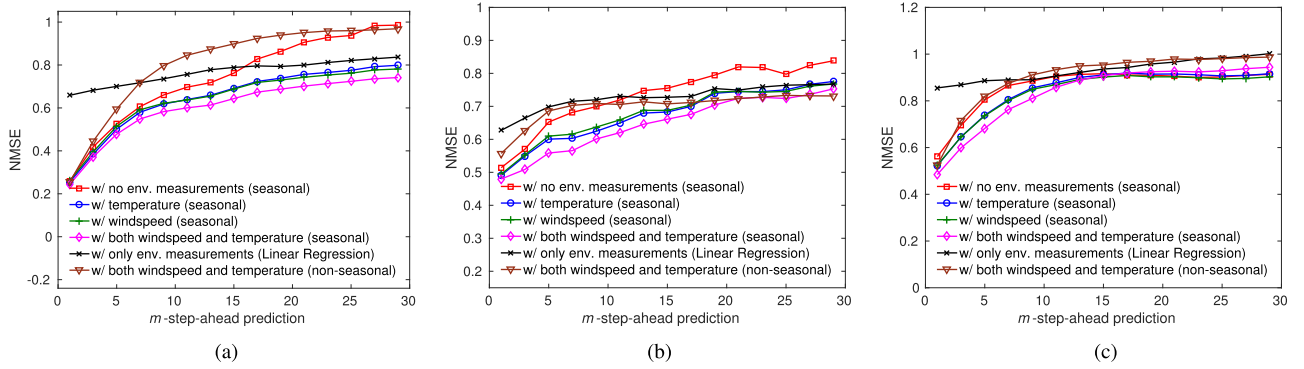 1
0.8
0.6
0.4
0.2
0
-0.2
NMSE
w/ no env. measurements (seasonal)
w/ temperature (seasonal)
w/ windspeed (seasonal)
w/ both windspeed and temperature (seasonal)
w/ only env. measurements (Linear Regression)
w/ both windspeed and temperature (non-seasonal)
0 5 10 15 20 25 30
m-step-ahead prediction
(a)
1
0.9
0.8
0.7
0.6
0.5
0.4
0.3
0.2
NMSE
w/ no env. measurements (seasonal)
w/ temperature (seasonal)
w/ windspeed (seasonal)
w/ both windspeed and temperature (seasonal)
w/ only env. measurements (Linear Regression)
w/ both windspeed and temperature (non-seasonal)
0 5 10 15 20 25 30
m-step-ahead prediction
(b)
1.2
1
0.8
0.6
0.4
0.2
0
NMSE
w/ no env. measurements (seasonal)
w/ temperature (seasonal)
w/ windspeed (seasonal)
w/ both windspeed and temperature (seasonal)
w/ only env. measurements (Linear Regression)
w/ both windspeed and temperature (non-seasonal)
0 5 10 15 20 25 30
m-step-ahead prediction
(c)